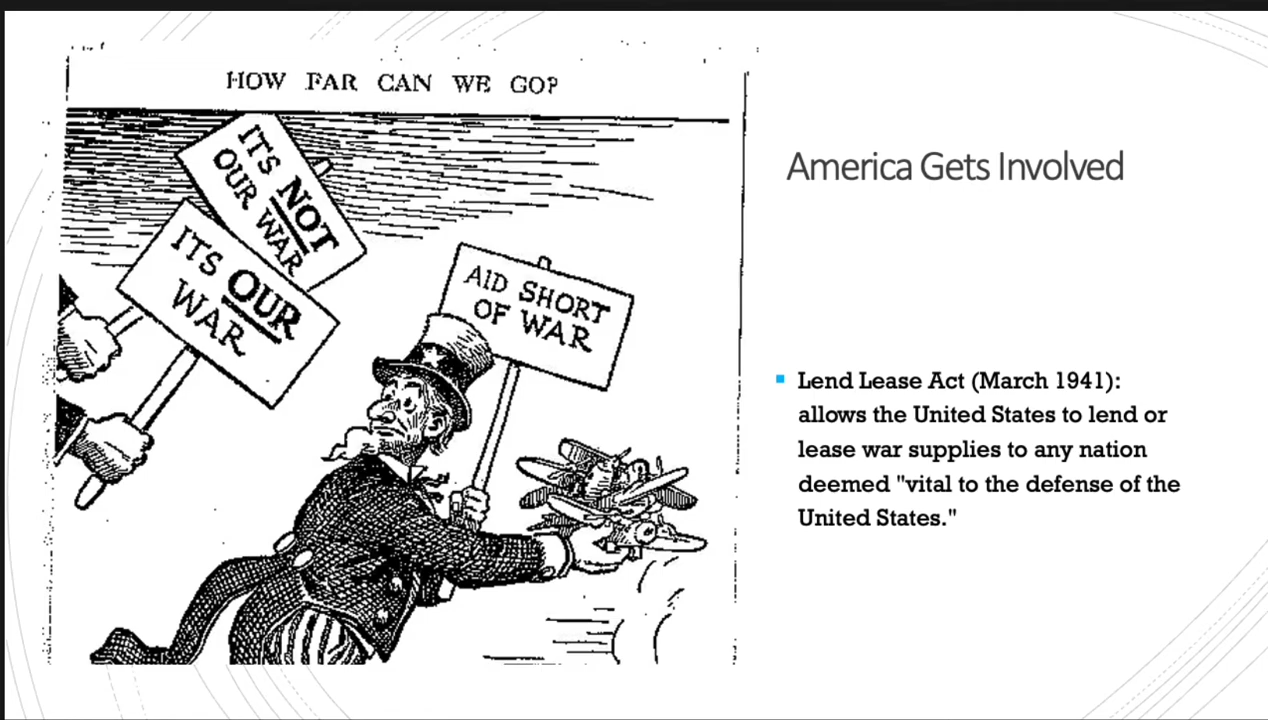 HOW FAR CAN WE GO?
ITS NOT
OUR WAR
ITS OUR
WAR
AID SHORT
OF WAR
America Gets Involved
Lend Lease Act (March 1941):
allows the United States to lend or
lease war supplies to any nation
deemed "vital to the defense of the
United States."